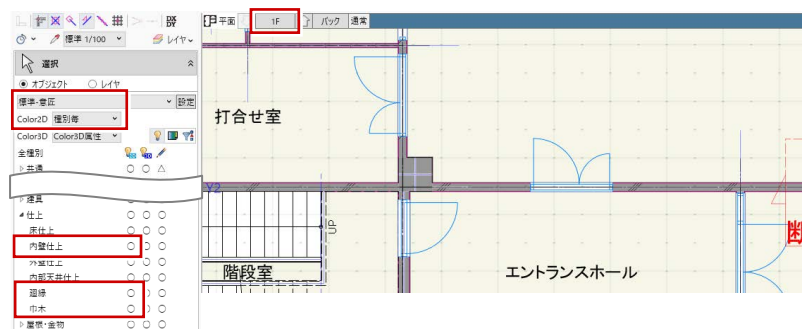 平面
1F
バック
通常
標準 1/100
レイヤ
選択
オブジェクト レイヤ
標準-意匠 設定
Color2D 種別毎
Color3D Color3D属性
全種別
共通
建具
仕上
床仕上
内壁仕上
外壁仕上
内部天井仕上
廻縁
巾木
屋根・金物
打合せ室
Y2
UP
階段室
エントランスホール
断